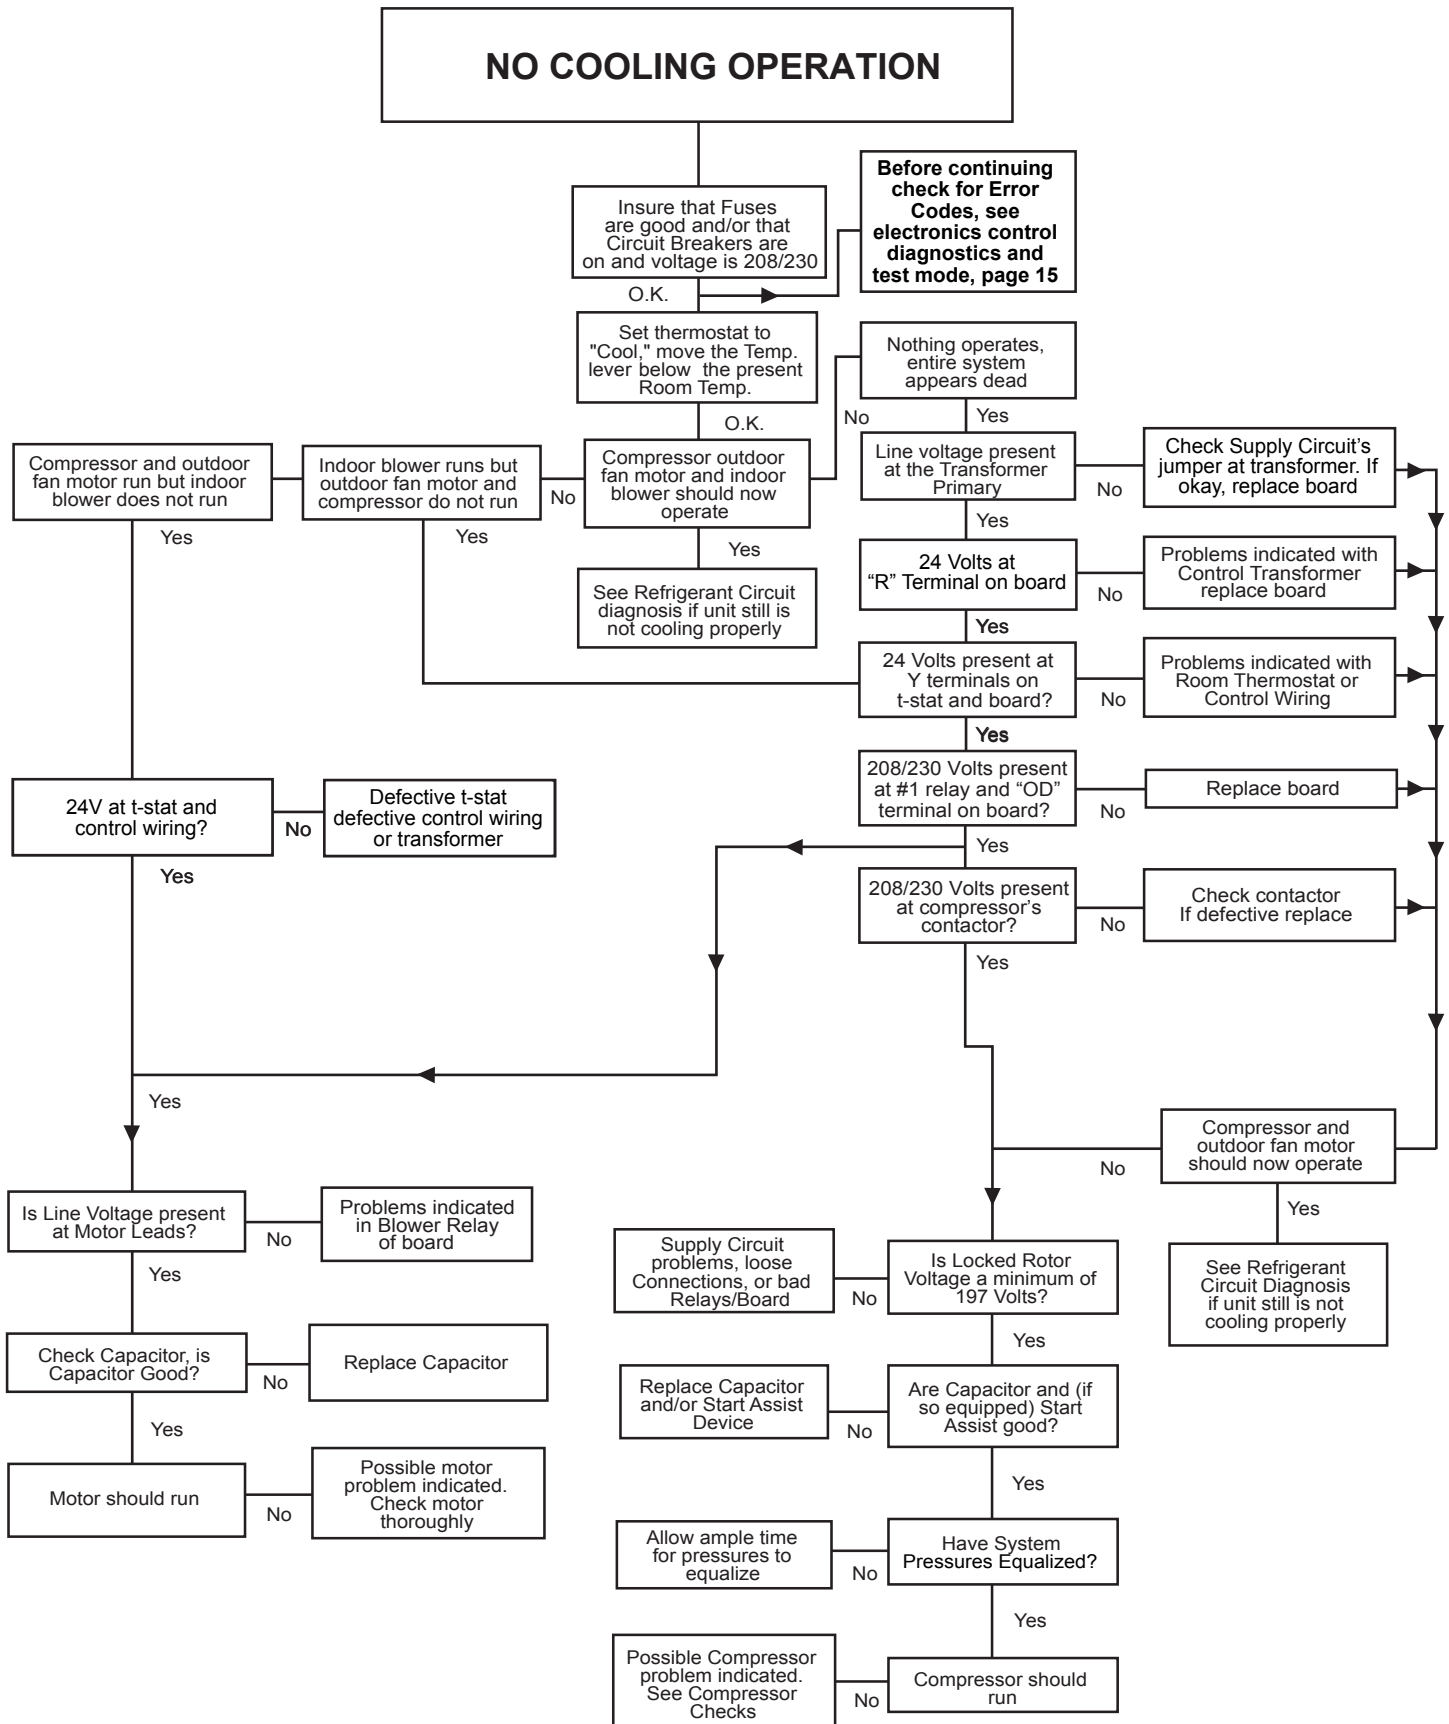 NO COOLING OPERATION
Insure that Fuses
are good and/or that
Circuit Breakers are
on and voltage is 208/230
Before continuing
check for Error
Codes, see
electronics control
diagnostics and
test mode, page 15
O.K.
Set thermostat to
"Cool," move the Temp.
lever below the present
Room Temp.
Nothing operates,
entire system
appears dead
O.K.
No
Yes
Compressor and outdoor
fan motor run but indoor
blower does not run
Indoor blower runs but
outdoor fan motor and
compressor do not run
No
Compressor outdoor
fan motor and indoor
blower should now
operate
Line voltage present
at the Transformer
Primary
No
Check Supply Circuit’s
jumper at transformer. If
okay, replace board
Yes
Yes
Yes
Yes
See Refrigerant Circuit
diagnosis if unit still is
not cooling properly
24 Volts at
“R” Terminal on board
No
Problems indicated with
Control Transformer
replace board
Yes
24 Volts present at
Y terminals on
t-stat and board?
No
Problems indicated with
Room Thermostat or
Control Wiring
Yes
24V at t-stat and
control wiring?
No
Defective t-stat
defective control wiring
or transformer
208/230 Volts present
at #1 relay and “OD”
terminal on board?
No
Replace board
Yes
Yes
208/230 Volts present
at compressor’s
contactor?
No
Check contactor
If defective replace
Yes
Yes
Compressor and
outdoor fan motor
should now operate
No
Yes
Is Line Voltage present
at Motor Leads?
No
Problems indicated
in Blower Relay
of board
Supply Circuit
problems, loose
Connections, or bad
Relays/Board
No
Is Locked Rotor
Voltage a minimum of
197 Volts?
See Refrigerant
Circuit Diagnosis
if unit still is not
cooling properly
Yes
Yes
Check Capacitor, is
Capacitor Good?
No
Replace Capacitor
Replace Capacitor
and/or Start Assist
Device
No
Are Capacitor and (if
so equipped) Start
Assist good?
Yes
Yes
Motor should run
No
Possible motor
problem indicated.
Check motor
thoroughly
Allow ample time
for pressures to
equalize
No
Have System
Pressures Equalized?
Yes
Possible Compressor
problem indicated.
See Compressor
Checks
No
Compressor should
run